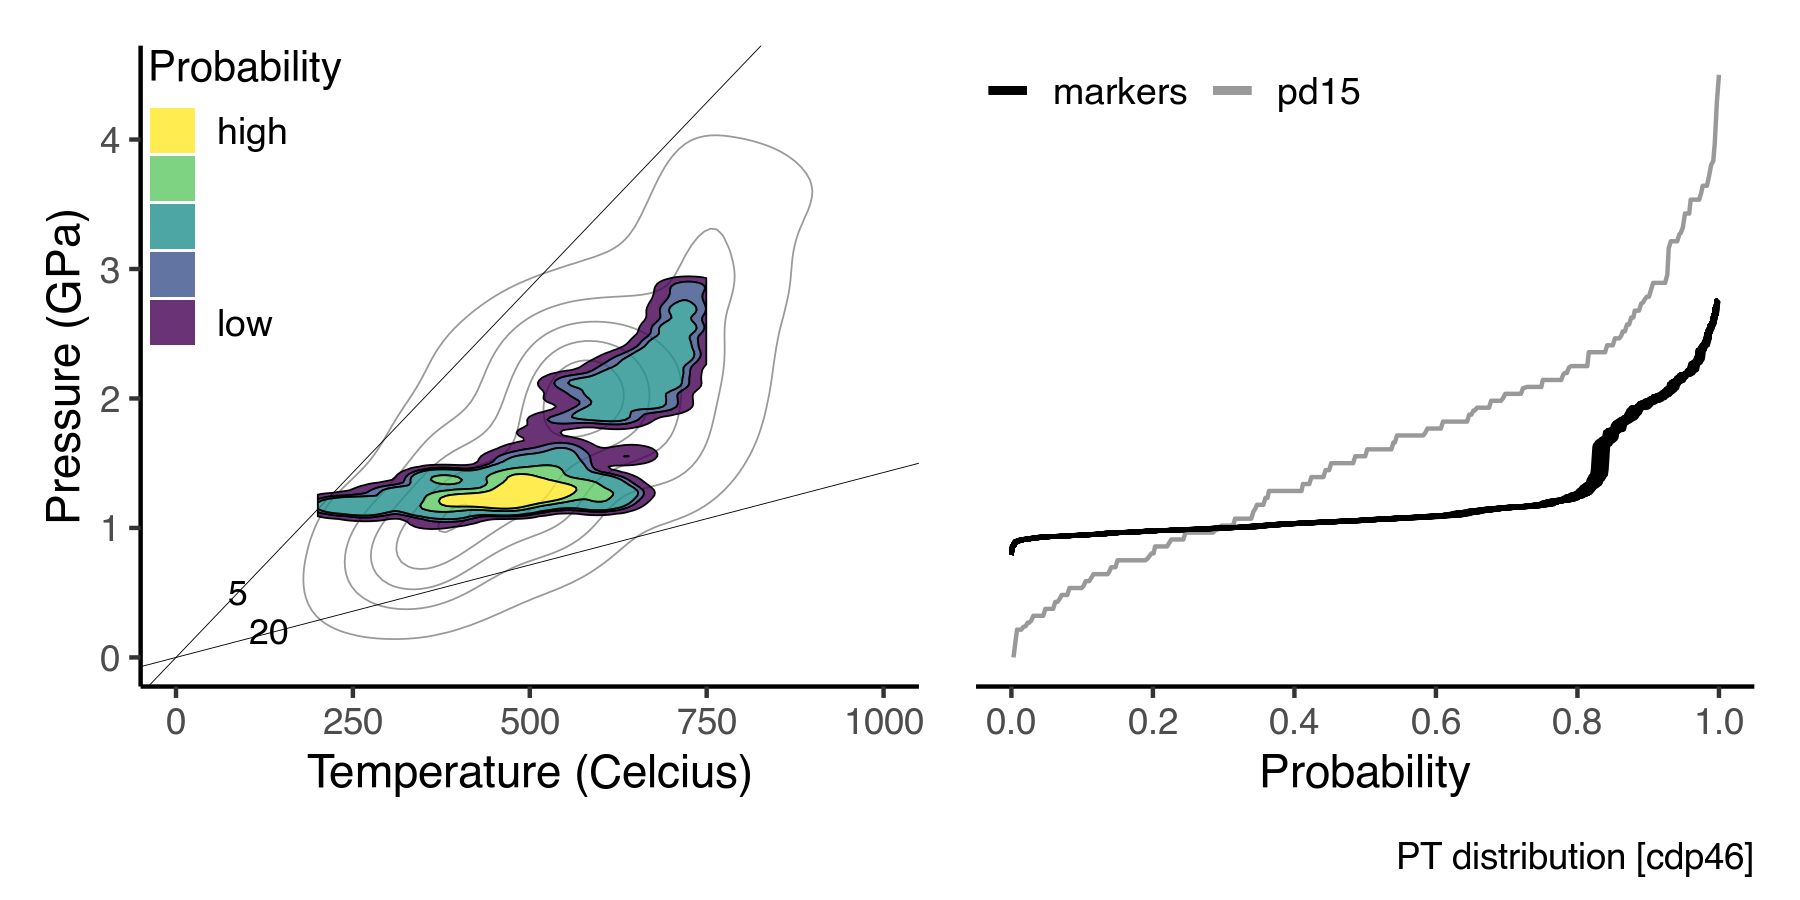 Probability
high
low
Pressure (GPa)
4
3
2
1
0
5
20
0 250 500 750 1000
Temperature (Celcius)
markers pd15
0.0 0.2 0.4 0.6 0.8 1.0
Probability
PT distribution [cdp46]